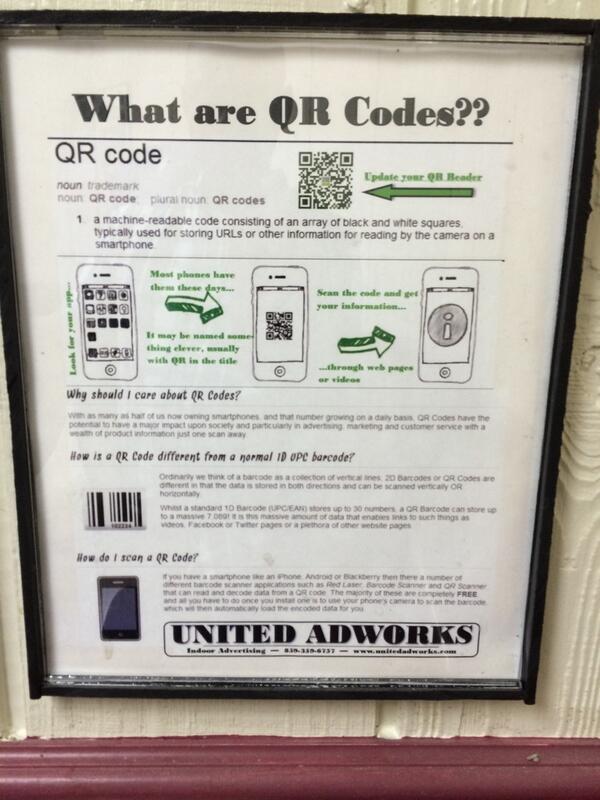 What are QR Codes??
QR code
Update your QR Reader
noun trademark
noun: QR code; plural noun: QR codes
1. a machine-readable code consisting of an array of black and white squares,
typically used for storing URLs or other information for reading by the camera on a
smartphone.
Look for your app...
Most phones have
them these days...
It may be named some-
thing clever, usually
with QR in the title
Scan the code and get
your information...
...through web pages
or videos
i
Why should I care about QR Codes?
With as many as half of us now owning smartphones, and that number growing on a daily basis, QR Codes have the
potential to have a major impact upon society and particularly in advertising, marketing and customer service with a
wealth of product information just one scan away.
How is a QR Code different from a normal 1D UPC barcode?
Ordinarily we think of a barcode as a collection of vertical lines. 2D Barcodes or QR Codes are
different in that the data is stored in both directions and can be scanned vertically OR
horizontally.
Whilst a standard 1D Barcode (UPC/EAN) stores up to 30 numbers, a QR Barcode can store up
to a massive 7,089! It is this massive amount of data that enables links to such things as
videos, Facebook or Twitter pages or a plethora of other website pages.
How do I scan a QR Code?
If you have a smartphone like an iPhone, Android or Blackberry then there a number of
different barcode scanner applications such as Red Laser, Barcode Scanner and QR Scanner
that can read and decode data from a QR code. The majority of these are completely FREE,
and all you have to do once you install one is to use your phone's camera to scan the barcode,
which will then automatically load the encoded data for you.
UNITED ADWORKS
Indoor Advertising — 859-359-6757 — www.unitedadworks.com